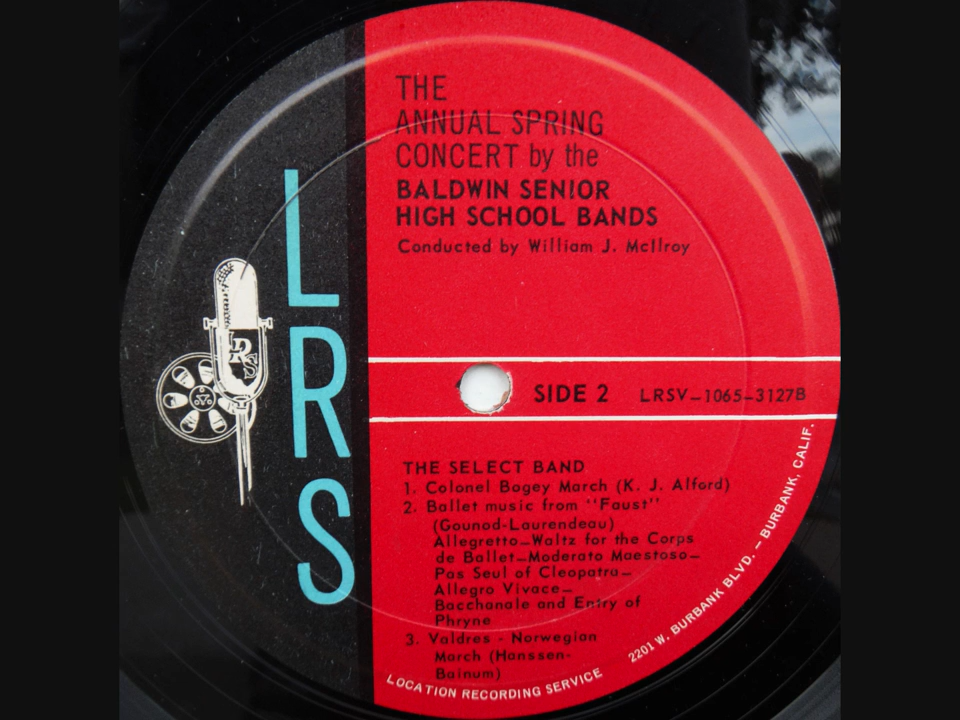 THE
ANNUAL SPRING
CONCERT by the
BALDWIN SENIOR
HIGH SCHOOL BANDS
Conducted by William J. McIlroy
L
R
S
SIDE 2 LRSV-1065-3127B
THE SELECT BAND
1. Colonel Bogey March (K. J. Alford)
2. Ballet music from "Faust"
(Gounod-Laurendeau)
Allegretto-Waltz for the Corps
de Ballet-Moderato Maestoso-
Pas Seul of Cleopatra-
Allegro Vivace-
Bacchanale and Entry of
Phryne
3. Valdres - Norwegian
March (Hanssen-
Bainum)
LOCATION RECORDING SERVICE 2201 W. BURBANK BLVD. - BURBANK, CALIF.